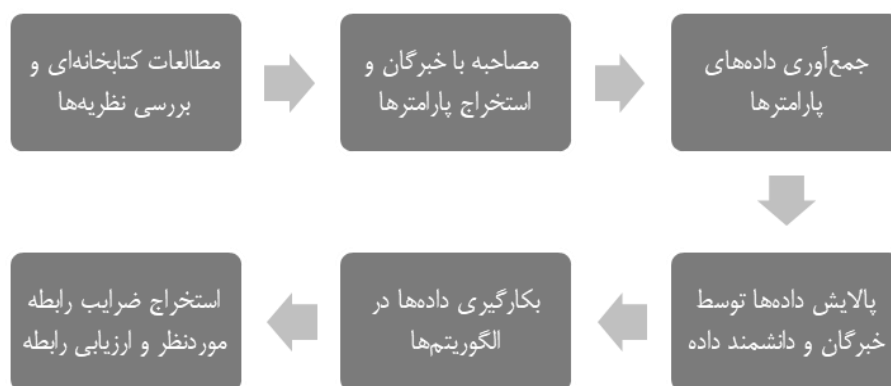 مطالعات کتابخانه‌ای و
بررسی نظریه‌ها
مصاحبه با خبرگان و
استخراج پارامترها
جمع‌آوری داده‌های
پارامترها
پالایش داده‌ها توسط
خبرگان و دانشمند داده
بکارگیری داده‌ها در
الگوریتم‌ها
استخراج ضرایب رابطه
موردنظر و ارزیابی رابطه